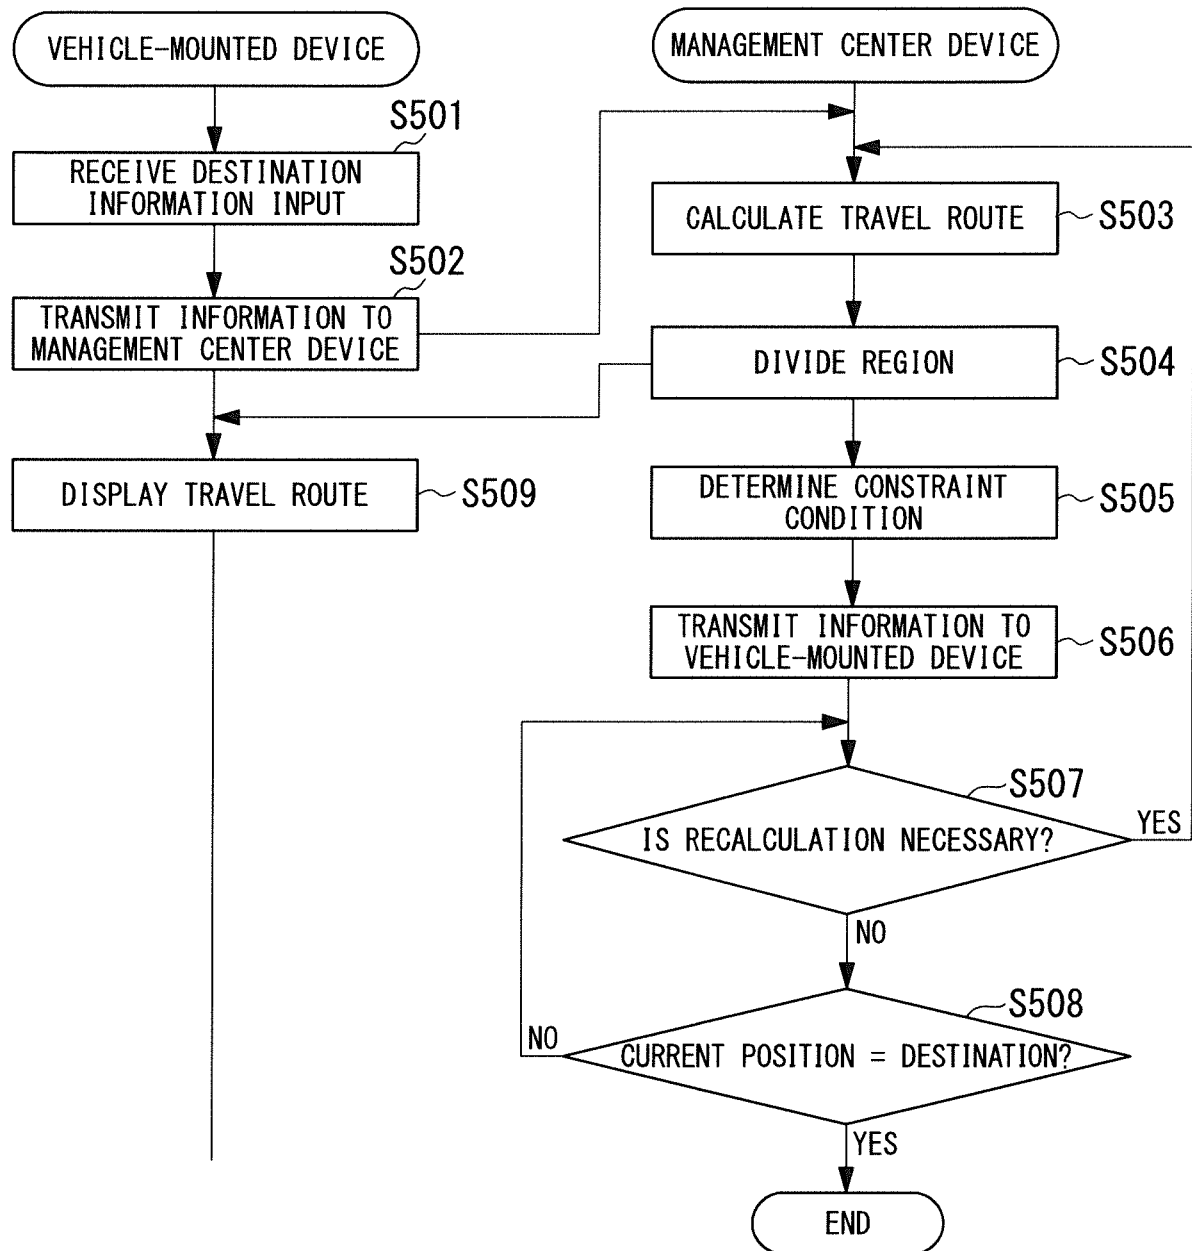 VEHICLE-MOUNTED DEVICE
S501
RECEIVE DESTINATION
INFORMATION INPUT
S502
TRANSMIT INFORMATION TO
MANAGEMENT CENTER DEVICE
DISPLAY TRAVEL ROUTE
S509
MANAGEMENT CENTER DEVICE
CALCULATE TRAVEL ROUTE
S503
DIVIDE REGION
S504
DETERMINE CONSTRAINT
CONDITION
S505
TRANSMIT INFORMATION TO
VEHICLE-MOUNTED DEVICE
S506
S507
IS RECALCULATION NECESSARY?
YES
NO
S508
CURRENT POSITION = DESTINATION?
NO
YES
END